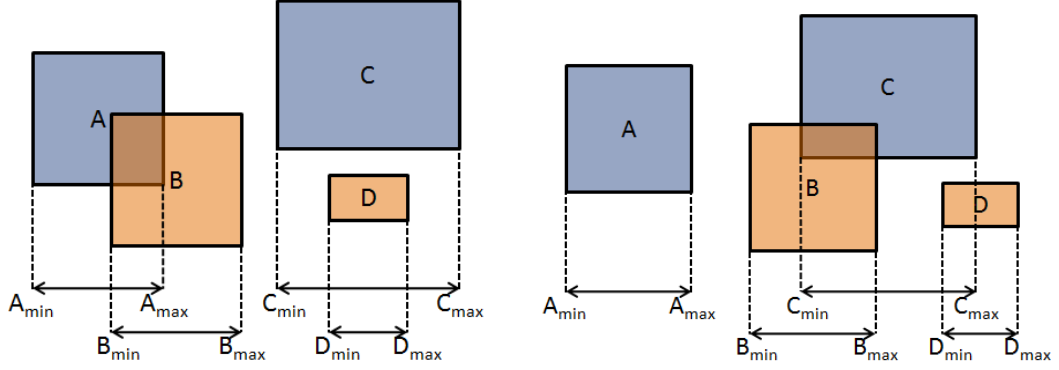 A
B
C
D
A
B
C
D
Amin
Amax
Bmin
Bmax
Cmin
Cmax
Dmin
Dmax
Amin
Amax
Cmin
Cmax
Bmin
Bmax
Dmin
Dmax